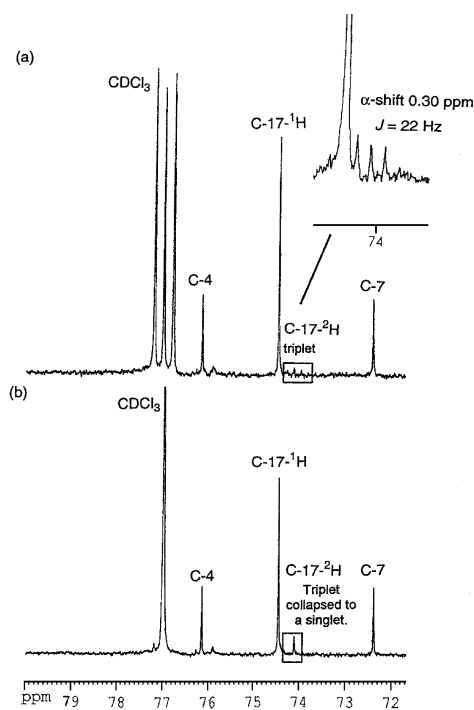 (a)
CDCl₃
α-shift 0.30 ppm
J = 22 Hz
C-17-¹H
74
C-4
C-17-²H
triplet
C-7
(b)
CDCl₃
C-17-¹H
C-4
C-17-²H
Triplet
collapsed to
a singlet.
C-7
ppm 79 78 77 76 75 74 73 72